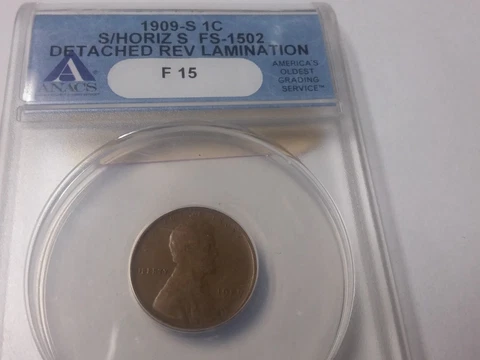 1909-S 1C
S/HORIZ S FS-1502
DETACHED REV LAMINATION
ANACS
F 15
AMERICA'S
OLDEST
GRADING
SERVICE™
LIBERTY